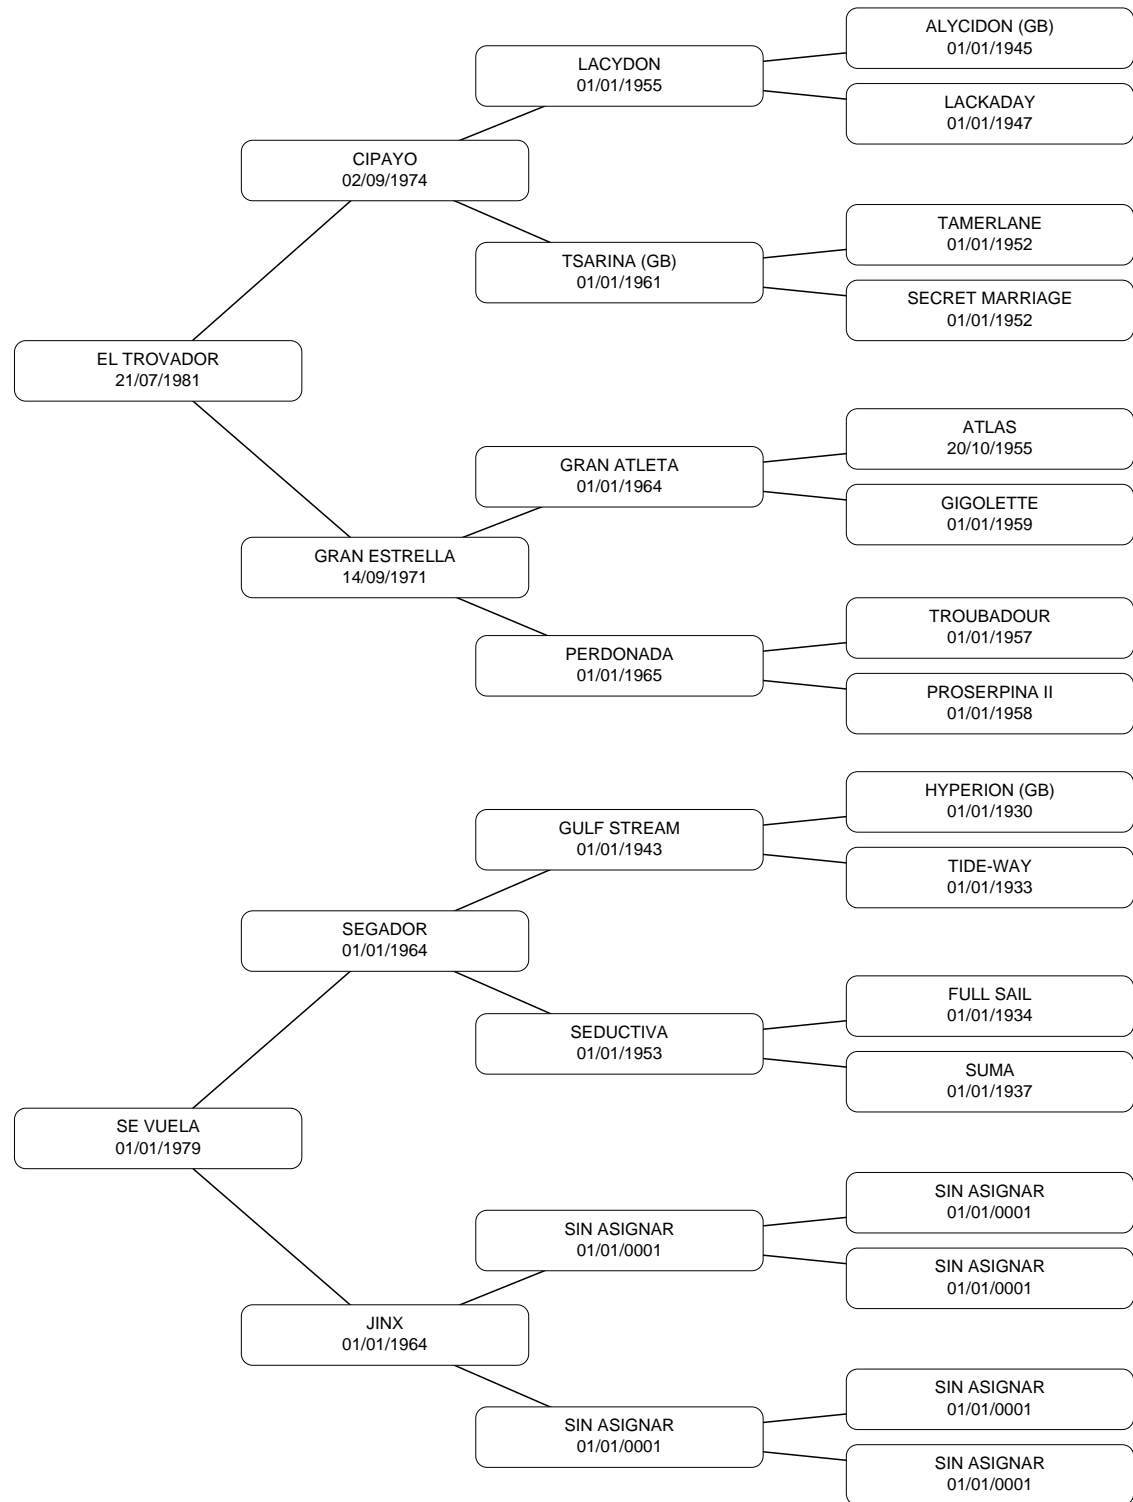 ALYCIDON (GB)
01/01/1945
LACYDON
01/01/1955
LACKADAY
01/01/1947
CIPAYO
02/09/1974
TAMERLANE
01/01/1952
TSARINA (GB)
01/01/1961
SECRET MARRIAGE
01/01/1952
EL TROVADOR
21/07/1981
ATLAS
20/10/1955
GRAN ATLETA
01/01/1964
GIGOLETTE
01/01/1959
GRAN ESTRELLA
14/09/1971
TROUBADOUR
01/01/1957
PERDONADA
01/01/1965
PROSERPINA II
01/01/1958
HYPERION (GB)
01/01/1930
GULF STREAM
01/01/1943
TIDE-WAY
01/01/1933
SEGADOR
01/01/1964
FULL SAIL
01/01/1934
SEDUCTIVA
01/01/1953
SUMA
01/01/1937
SE VUELA
01/01/1979
SIN ASIGNAR
01/01/0001
SIN ASIGNAR
01/01/0001
SIN ASIGNAR
01/01/0001
JINX
01/01/1964
SIN ASIGNAR
01/01/0001
SIN ASIGNAR
01/01/0001
SIN ASIGNAR
01/01/0001